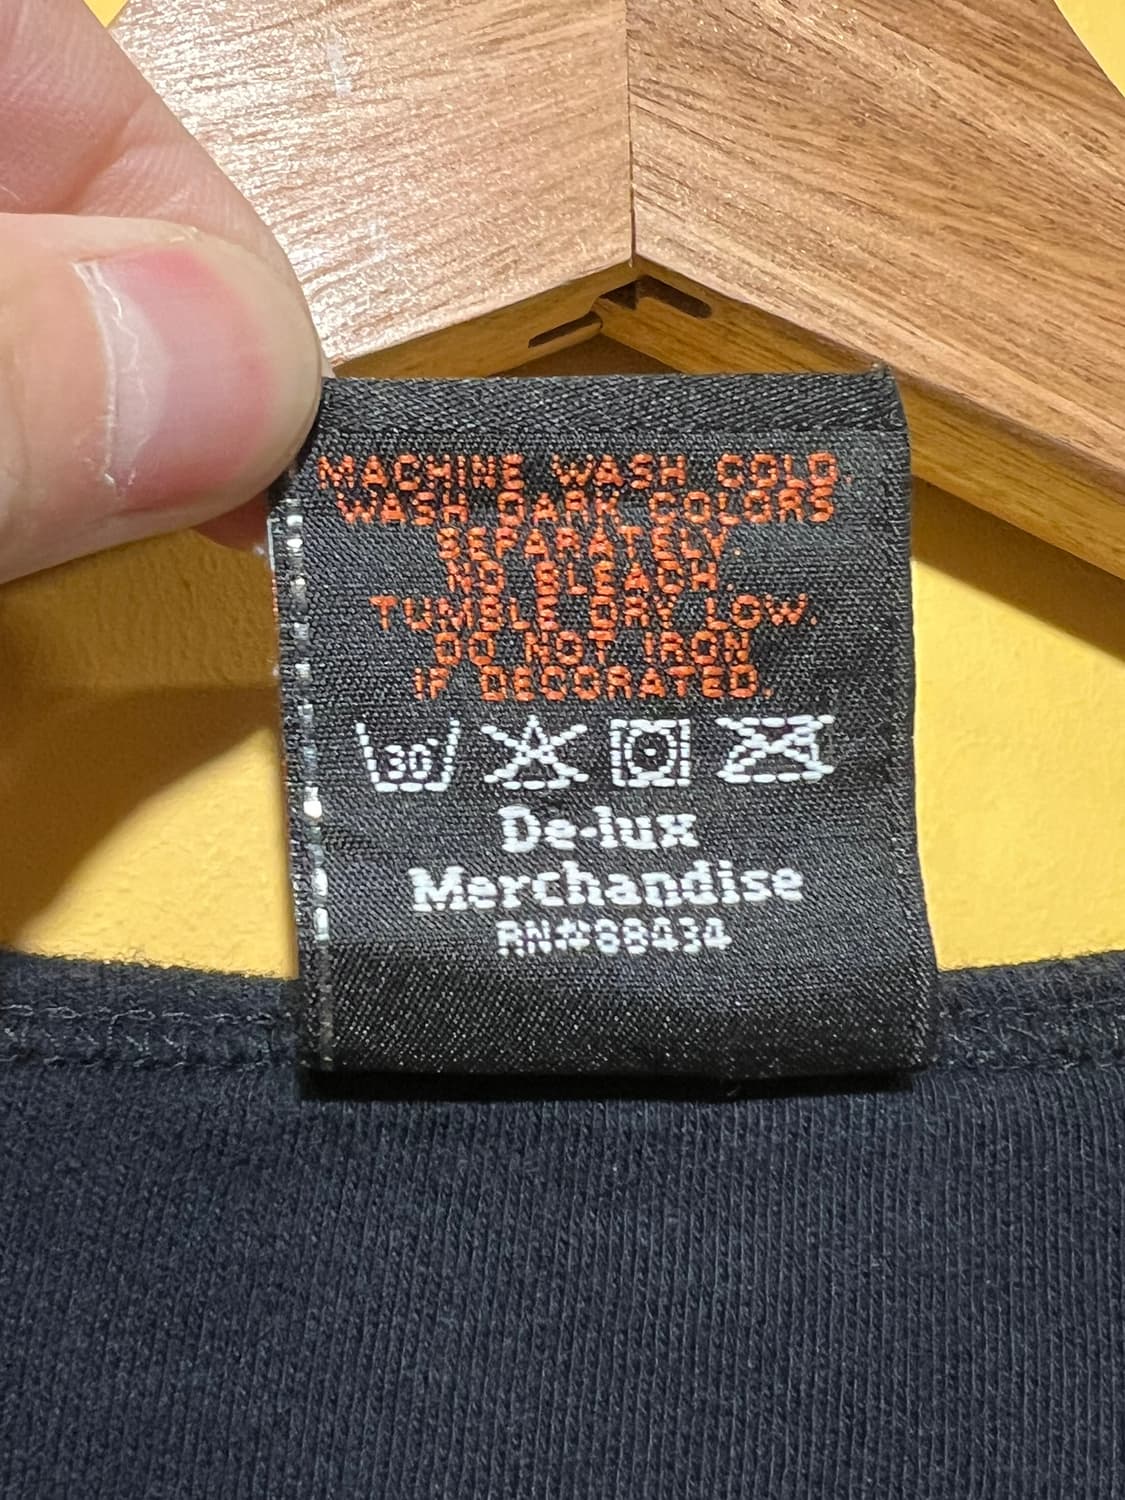 MACHINE WASH COLD.
WASH DARK COLORS
SEPARATELY.
NO BLEACH.
TUMBLE DRY LOW.
DO NOT IRON
IF DECORATED.
30
De-lux
Merchandise
RN#88434